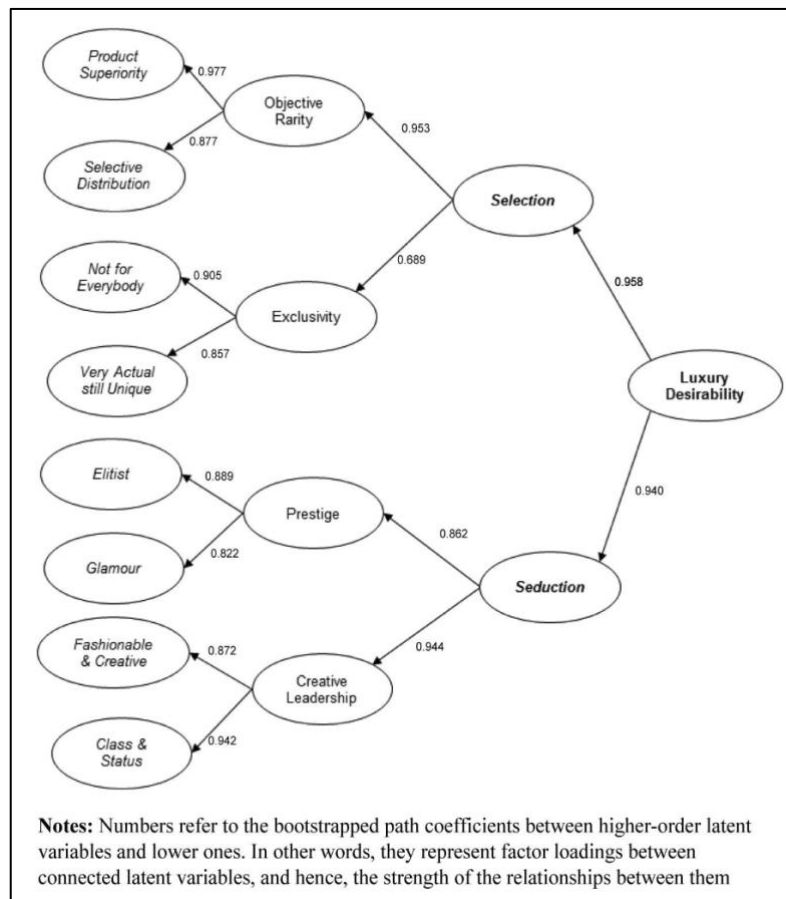 Product
Superiority
0.977
Objective
Rarity
0.953
0.877
Selective
Distribution
Selection
Not for
Everybody
0.905
0.689
Exclusivity
0.958
0.857
Very Actual
still Unique
Luxury
Desirability
Elitist
0.889
Prestige
0.940
0.862
0.822
Glamour
Seduction
Fashionable
& Creative
0.872
0.944
Creative
Leadership
0.942
Class &
Status
Notes: Numbers refer to the bootstrapped path coefficients between higher-order latent
variables and lower ones. In other words, they represent factor loadings between
connected latent variables, and hence, the strength of the relationships between them